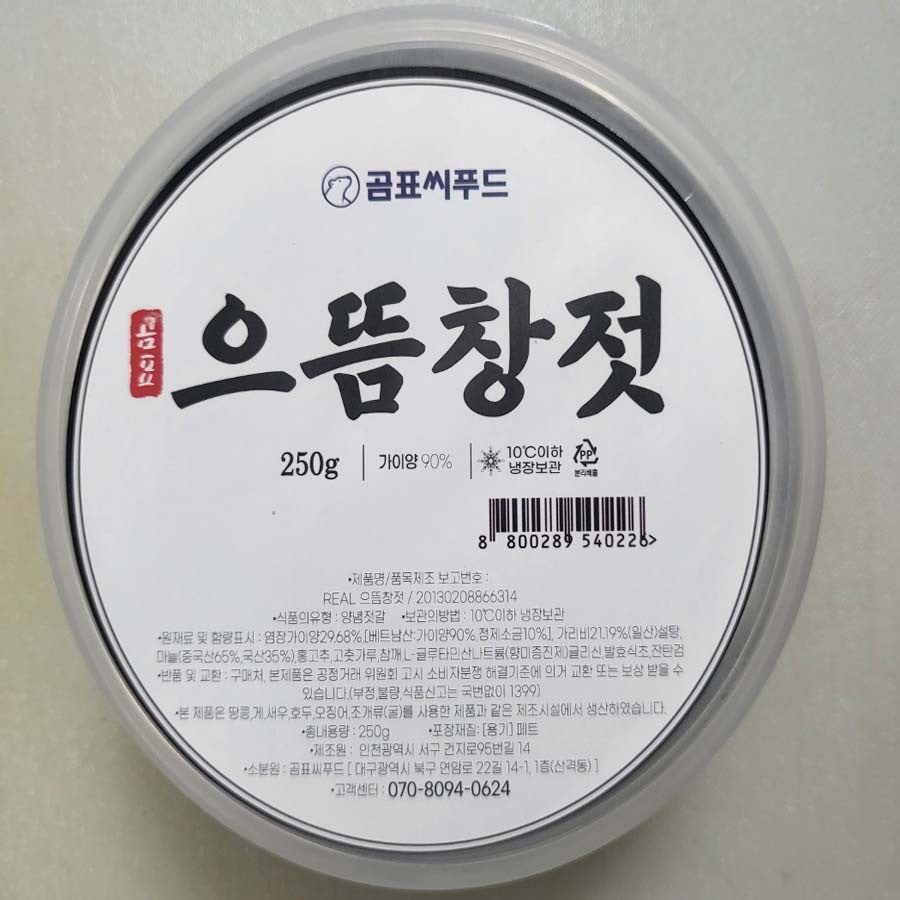 곰표씨푸드
으뜸창젓
250g 가이양 90% 10℃이하 냉장보관 PP 분리배출
8 800289 540226>
•제품명/품목제조 보고번호 :
REAL 으뜸창젓 / 20130208866314
•식품의유형 : 양념젓갈 •보관의방법 : 10℃이하 냉장보관
•원재료 및 함량표시 : 염장가이양29.68%,[베트남산:가이양90%,정제소금10%], 가리비21.19%(일산)설탕,
마늘(중국산65%,국산35%),홍고추,고춧가루,참깨,L-글루타민산나트륨(향미증진제)글리신,발효식초,잔탄검
•반품 및 교환 : 구매처, 본제품은 공정거래 위원회 고시 소비자분쟁 해결기준에 의거 교환 또는 보상 받을 수
있습니다.(부정,불량,식품신고는 국번없이 1399)
•본 제품은 땅콩,게,새우,호두,오징어,조개류(굴)를 사용한 제품과 같은 제조시설에서 생산하였습니다.
•총내용량 : 250g •포장재질: [용기] 페트
•제조원 : 인천광역시 서구 건지로95번길 14
•소분원 : 곰표씨푸드 [ 대구광역시 북구 연암로 22길 14-1, 1층(산격동) ]
•고객센터 : 070-8094-0624